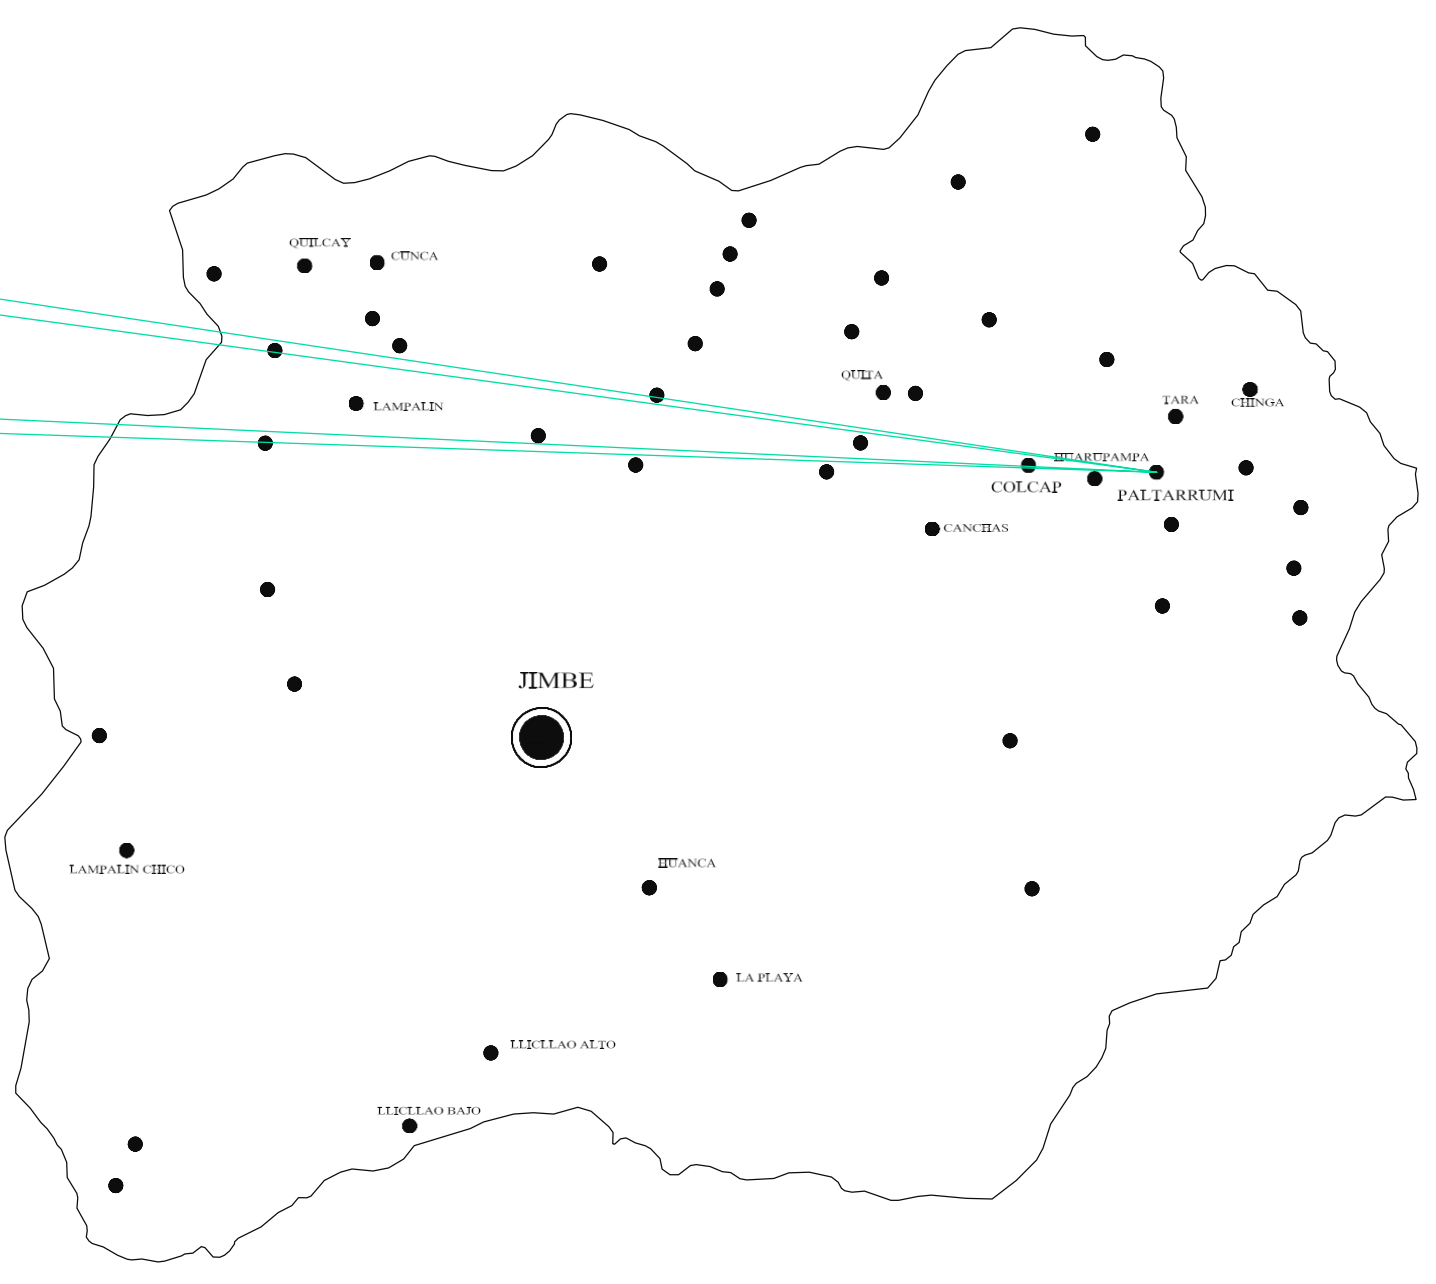 QUILCAY
CUNCA
QUITA
LAMPALIN
TARA
CHINGA
HUARUPAMPA
COLCAP
PALTARRUMI
CANCHAS
JIMBE
LAMPALIN CHICO
HUANCA
LA PLAYA
LLICLLAO ALTO
LLICLLAO BAJO